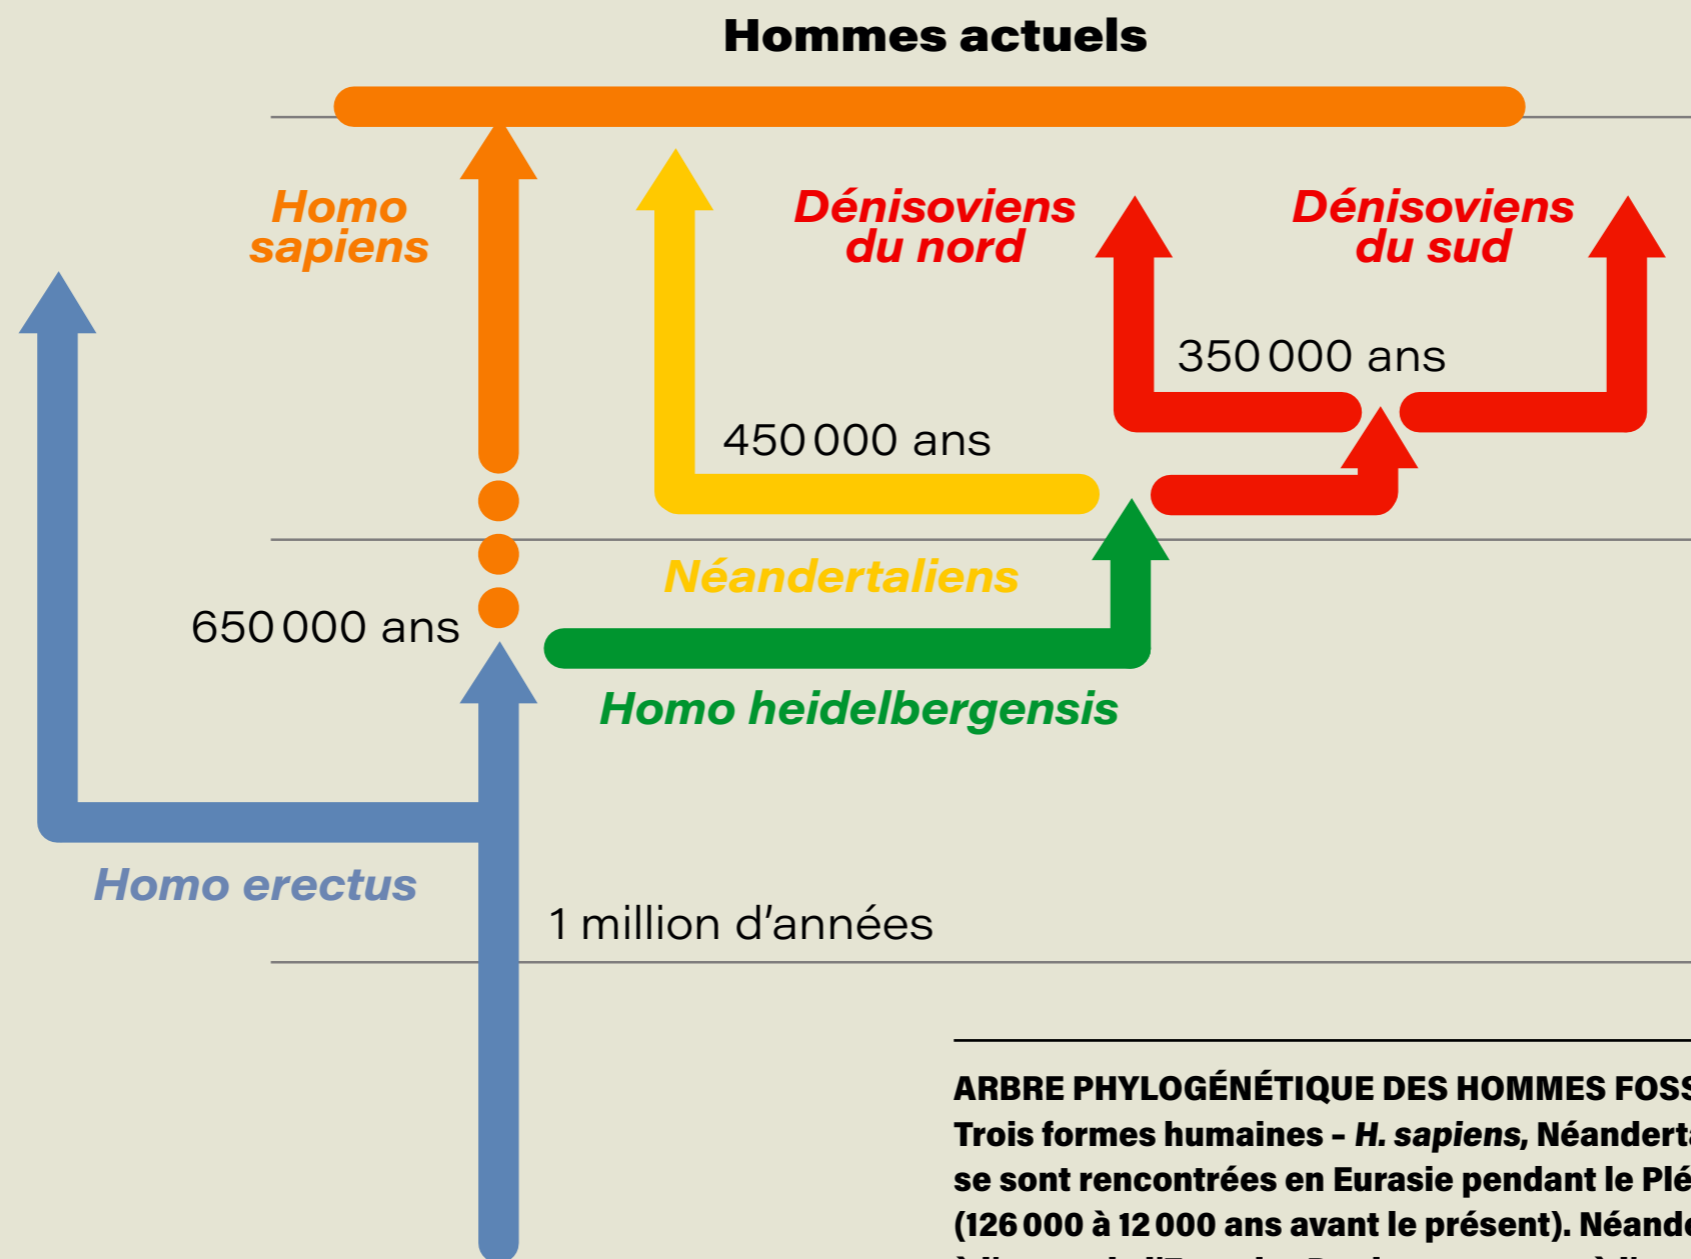 Hommes actuels
Homo
sapiens
Dénisoviens
du nord
Dénisoviens
du sud
350 000 ans
450 000 ans
Néandertaliens
650 000 ans
Homo heidelbergensis
Homo erectus
1 million d’années
ARBRE PHYLOGÉNÉTIQUE DES HOMMES
Trois formes humaines – H. sapiens,
se sont rencontrées en Eurasie pendant le
(126 000 à 12 000 ans avant le présent).